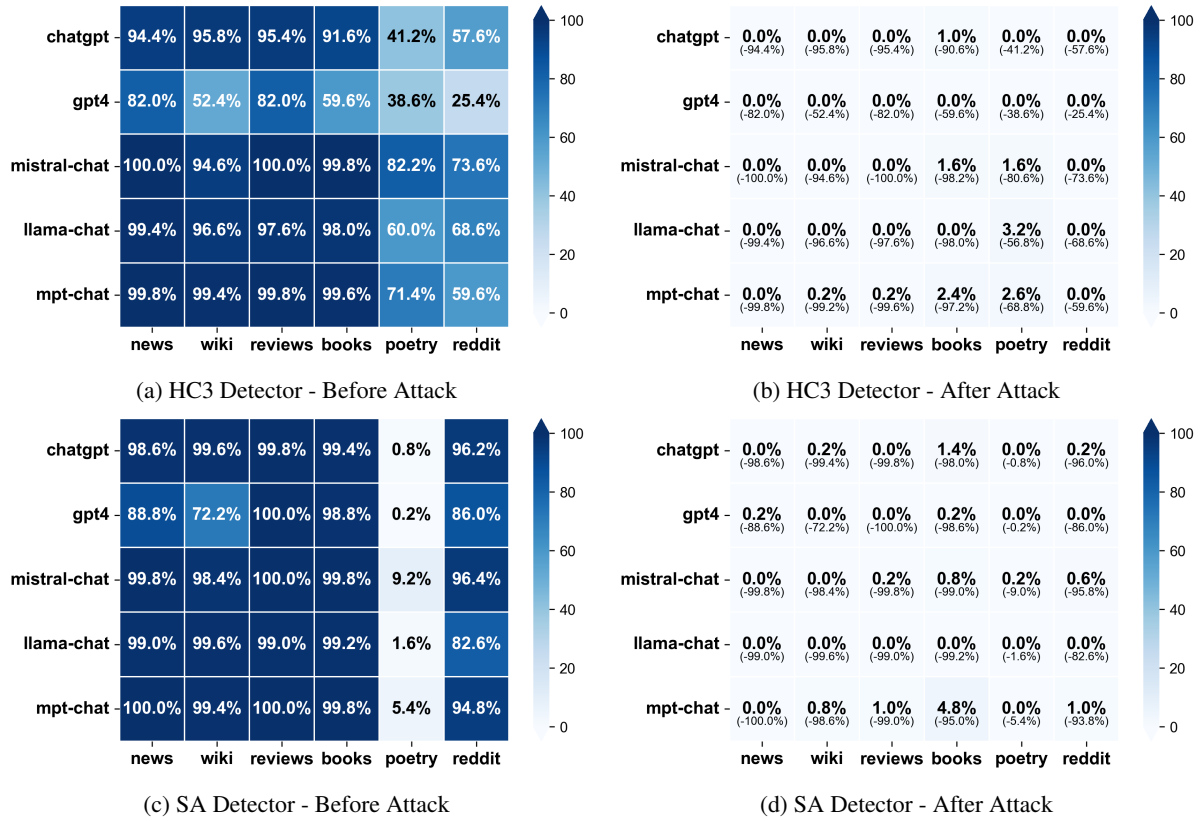 chatgpt 94.4% 95.8% 95.4% 91.6% 41.2% 57.6%
gpt4 82.0% 52.4% 82.0% 59.6% 38.6% 25.4%
mistral-chat 100.0% 94.6% 100.0% 99.8% 82.2% 73.6%
llama-chat 99.4% 96.6% 97.6% 98.0% 60.0% 68.6%
mpt-chat 99.8% 99.4% 99.8% 99.6% 71.4% 59.6%
news wiki reviews books poetry reddit
100
80
60
40
20
0
(a) HC3 Detector - Before Attack
chatgpt 0.0% 0.0% 0.0% 1.0% 0.0% 0.0%
(-94.4%) (-95.8%) (-95.4%) (-90.6%) (-41.2%) (-57.6%)
gpt4 0.0% 0.0% 0.0% 0.0% 0.0% 0.0%
(-82.0%) (-52.4%) (-82.0%) (-59.6%) (-38.6%) (-25.4%)
mistral-chat 0.0% 0.0% 0.0% 1.6% 1.6% 0.0%
(-100.0%) (-94.6%) (-100.0%) (-98.2%) (-80.6%) (-73.6%)
llama-chat 0.0% 0.0% 0.0% 0.0% 3.2% 0.0%
(-99.4%) (-96.6%) (-97.6%) (-98.0%) (-56.8%) (-68.6%)
mpt-chat 0.0% 0.2% 0.2% 2.4% 2.6% 0.0%
(-99.8%) (-99.2%) (-99.6%) (-97.2%) (-68.8%) (-59.6%)
news wiki reviews books poetry reddit
100
80
60
40
20
0
(b) HC3 Detector - After Attack
chatgpt 98.6% 99.6% 99.8% 99.4% 0.8% 96.2%
gpt4 88.8% 72.2% 100.0% 98.8% 0.2% 86.0%
mistral-chat 99.8% 98.4% 100.0% 99.8% 9.2% 96.4%
llama-chat 99.0% 99.6% 99.0% 99.2% 1.6% 82.6%
mpt-chat 100.0% 99.4% 100.0% 99.8% 5.4% 94.8%
news wiki reviews books poetry reddit
100
80
60
40
20
0
(c) SA Detector - Before Attack
chatgpt 0.0% 0.2% 0.0% 1.4% 0.0% 0.2%
(-98.6%) (-99.4%) (-99.8%) (-98.0%) (-0.8%) (-96.0%)
gpt4 0.2% 0.0% 0.0% 0.2% 0.0% 0.0%
(-88.6%) (-72.2%) (-100.0%) (-98.6%) (-0.2%) (-86.0%)
mistral-chat 0.0% 0.0% 0.2% 0.8% 0.2% 0.6%
(-99.8%) (-98.4%) (-99.8%) (-99.0%) (-9.0%) (-95.8%)
llama-chat 0.0% 0.0% 0.0% 0.0% 0.0% 0.0%
(-99.0%) (-99.6%) (-99.0%) (-99.2%) (-1.6%) (-82.6%)
mpt-chat 0.0% 0.8% 1.0% 4.8% 0.0% 1.0%
(-100.0%) (-98.6%) (-99.0%) (-95.0%) (-5.4%) (-93.8%)
news wiki reviews books poetry reddit
100
80
60
40
20
0
(d) SA Detector - After Attack